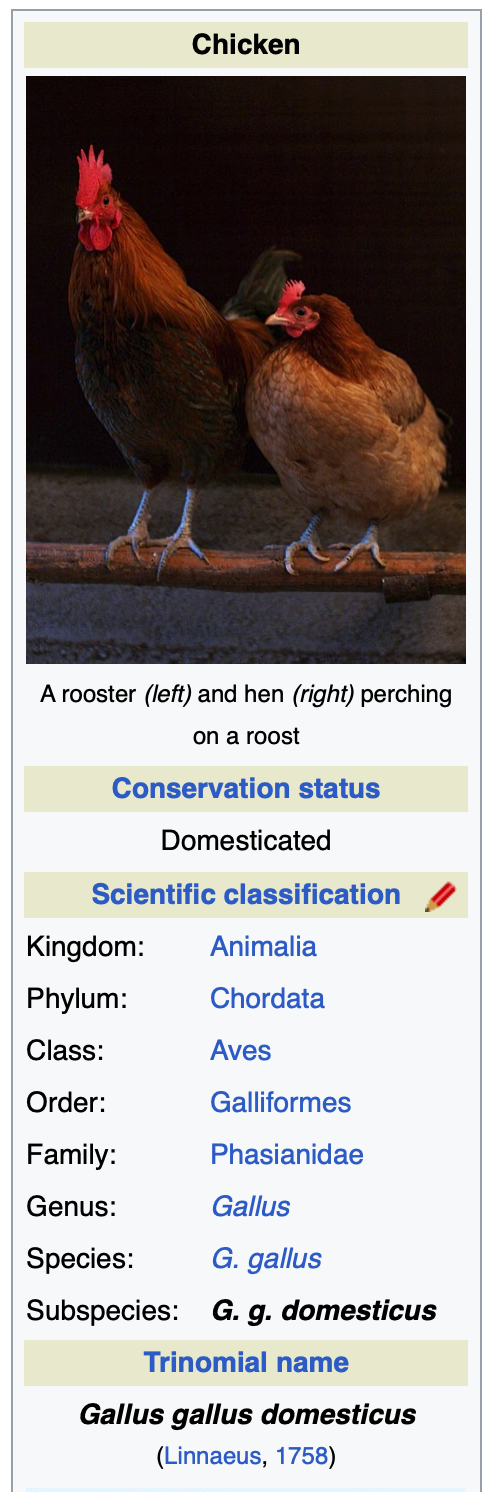 Chicken
A rooster (left) and hen (right) perching
on a roost
Conservation status
Domesticated
Scientific classification
Kingdom: Animalia
Phylum: Chordata
Class: Aves
Order: Galliformes
Family: Phasianidae
Genus: Gallus
Species: G. gallus
Subspecies: G. g. domesticus
Trinomial name
Gallus gallus domesticus
(Linnaeus, 1758)